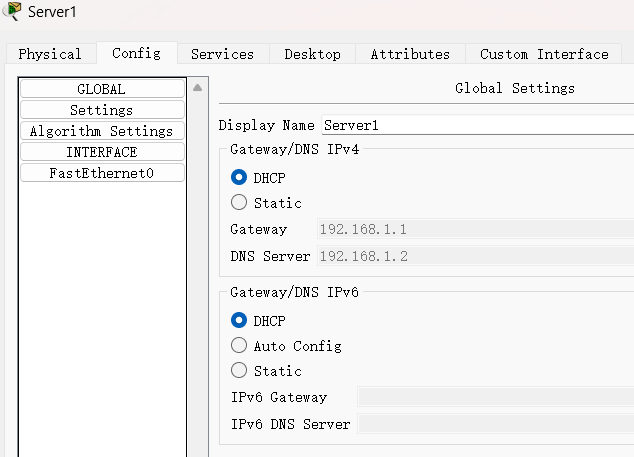 Server1
Physical Config Services Desktop Attributes Custom Interface
GLOBAL
Settings
Algorithm Settings
INTERFACE
FastEthernet0
Global Settings
Display Name Server1
Gateway/DNS IPv4
DHCP
Static
Gateway 192.168.1.1
DNS Server 192.168.1.2
Gateway/DNS IPv6
DHCP
Auto Config
Static
IPv6 Gateway
IPv6 DNS Server